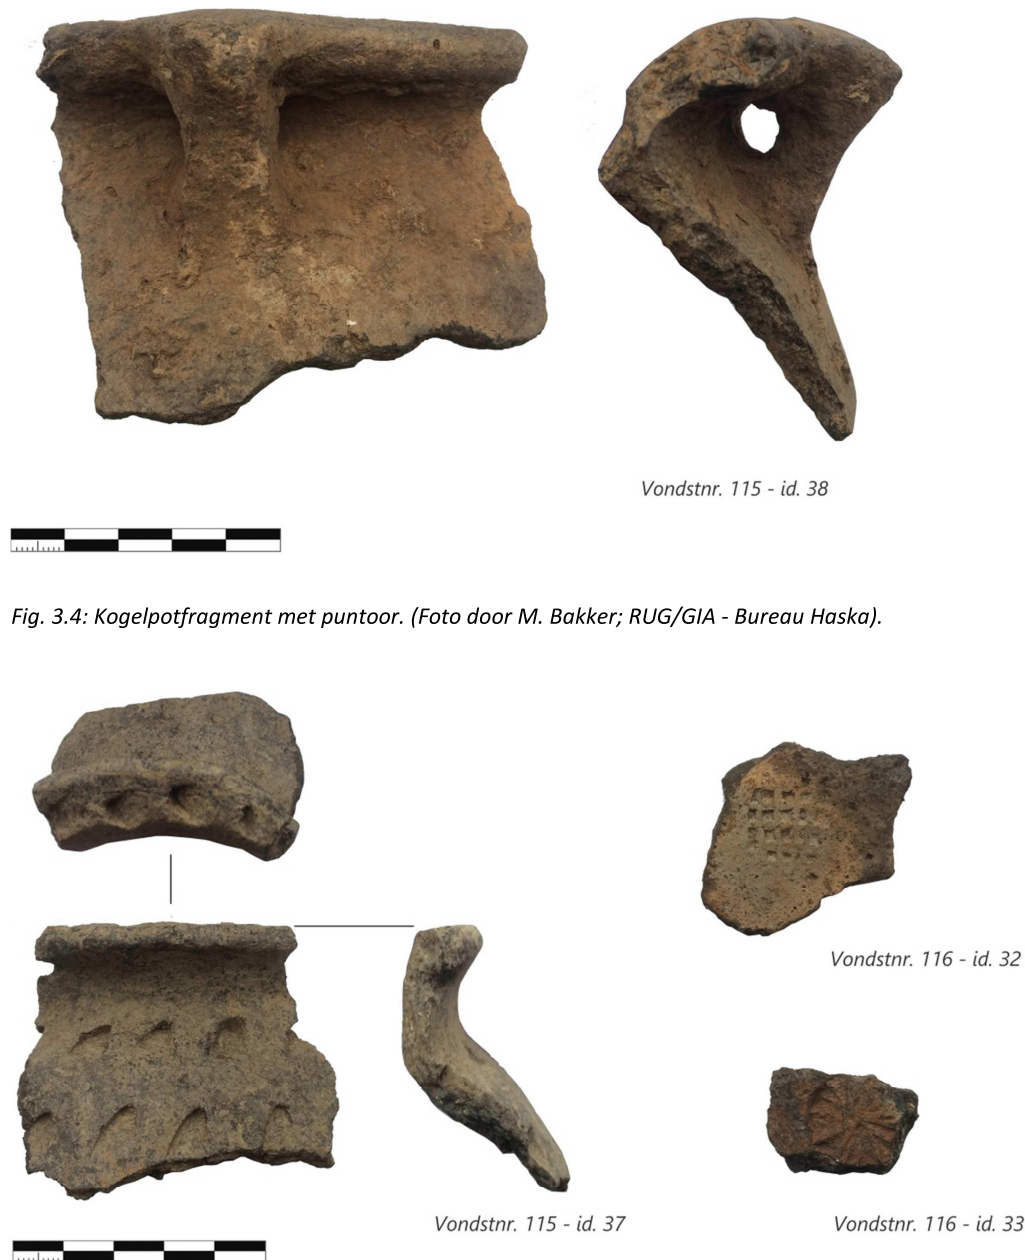 Vondstnr. 115 - id. 38
Fig. 3.4: Kogelpotfragment met puntoor. (Foto door M. Bakker; RUG/GIA - Bureau Haska).
Vondstnr. 116 - id. 32
Vondstnr. 115 - id. 37
Vondstnr. 116 - id. 33